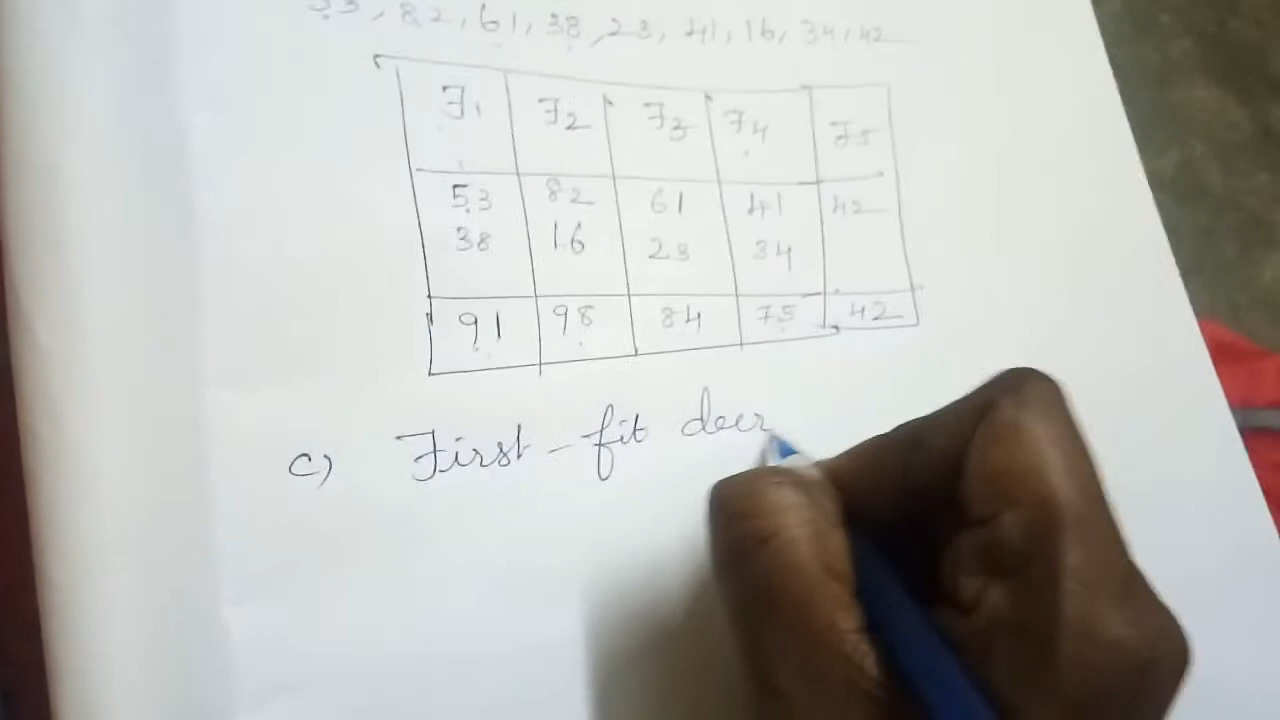 53, 82, 61, 38, 23, 41, 16, 34, 42
F1 F2 F3 F4 F5
53 82 61 41 42
38 16 23 34
91 98 84 75 42
c) First-fit decr